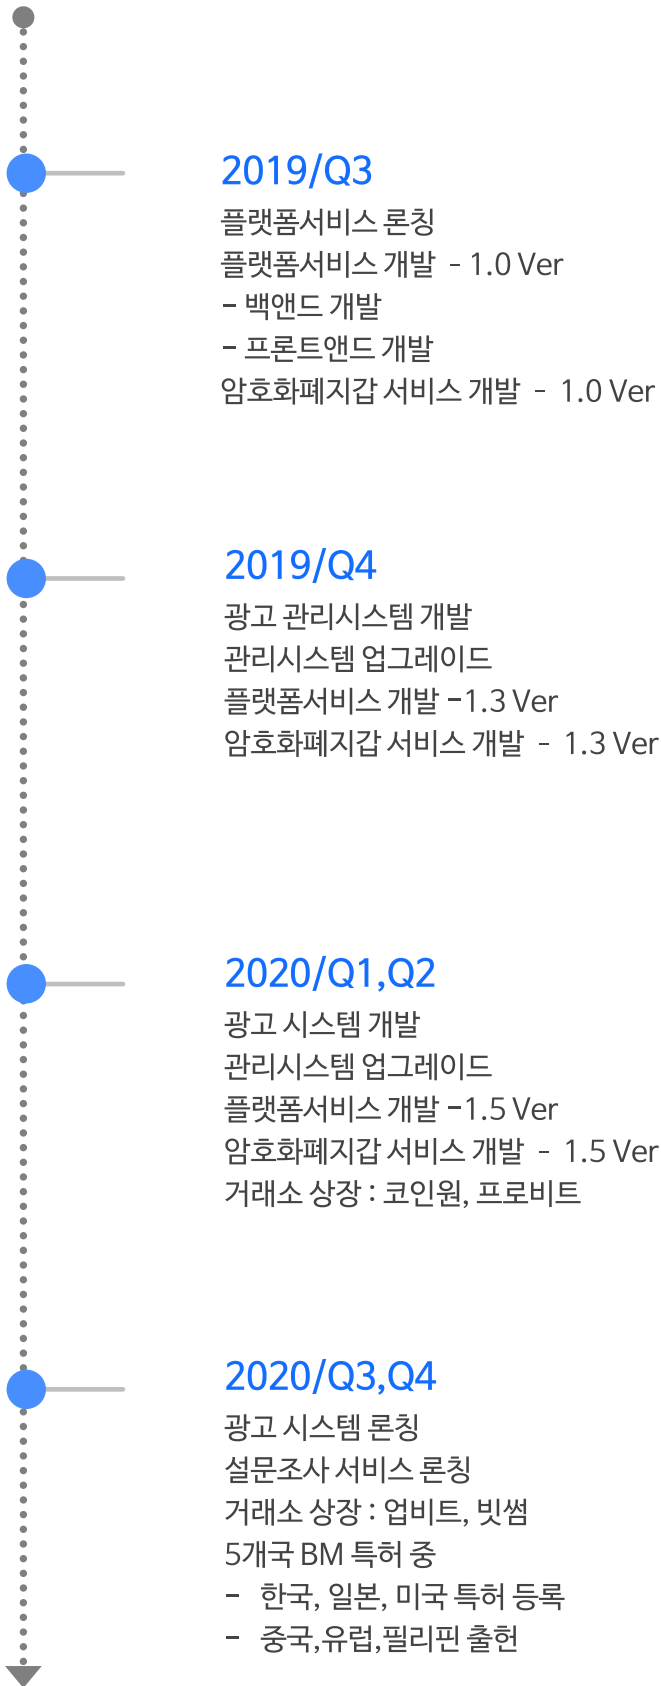 2019/Q3
플랫폼서비스 론칭
플랫폼서비스 개발 - 1.0 Ver
- 백앤드 개발
- 프론트앤드 개발
암호화폐지갑 서비스 개발 - 1.0 Ver
2019/Q4
광고 관리시스템 개발
관리시스템 업그레이드
플랫폼서비스 개발 -1.3 Ver
암호화폐지갑 서비스 개발 - 1.3 Ver
2020/Q1,Q2
광고 시스템 개발
관리시스템 업그레이드
플랫폼서비스 개발 -1.5 Ver
암호화폐지갑 서비스 개발 - 1.5 Ver
거래소 상장 : 코인원, 프로비트
2020/Q3,Q4
광고 시스템 론칭
설문조사 서비스 론칭
거래소 상장 : 업비트, 빗썸
5개국 BM 특허 중
- 한국, 일본, 미국 특허 등록
- 중국,유럽,필리핀 출헌